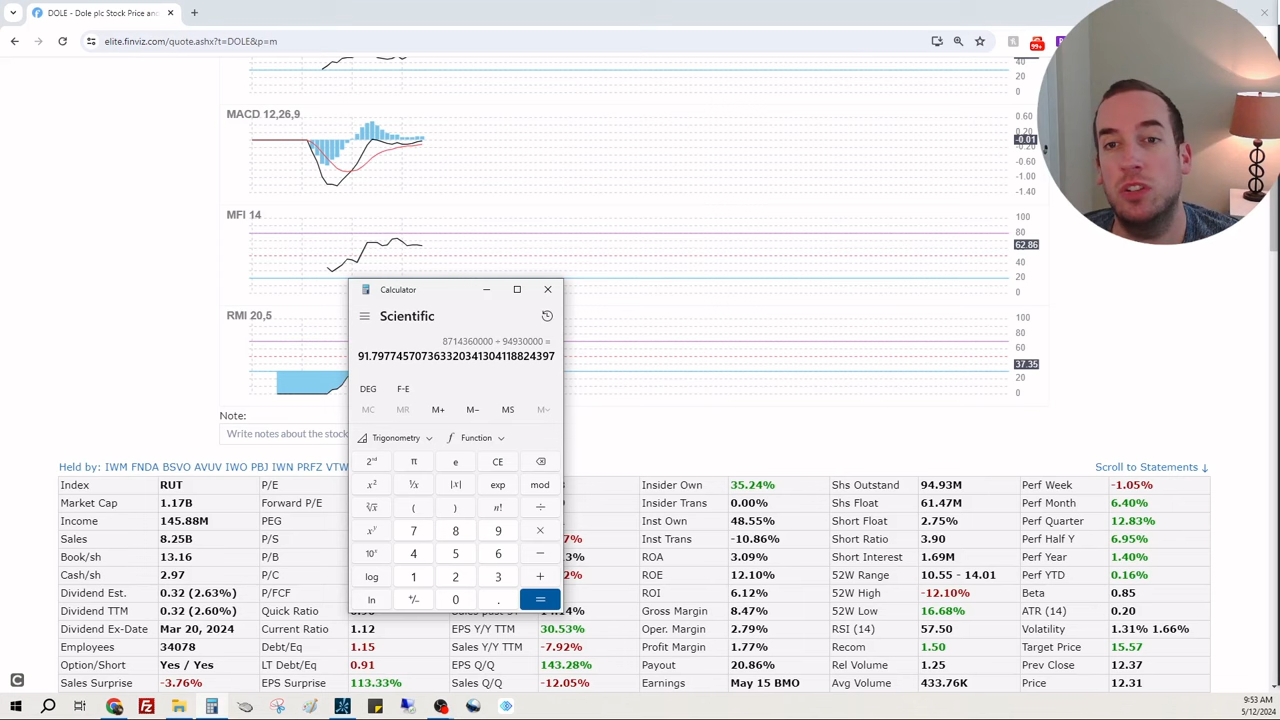 DOLE - Dole plc Stock Price and
elite.finviz.com/quote.ashx?t=DOLE&p=m
99+
40
20
0
MACD 12,26,9
0.60
0.20
-0.01
-0.20
-0.60
-1.00
-1.40
MFI 14
100
80
62.86
40
20
0
RMI 20,5
100
80
60
37.35
20
0
Calculator
Scientific
8714360000 ÷ 94930000 =
91.797745707363320341304118824397
DEG F-E
MC MR M+ M− MS M˅
Trigonometry Function
2ⁿᵈ π e CE
x² ¹/x |x| exp mod
( ) n! ÷
xʸ 7 8 9 ×
10ˣ 4 5 6 −
log 1 2 3 +
ln +/− 0 . =
Note:
Write notes about the stock
Held by: IWM FNDA BSVO AVUV IWO PBJ IWN PRFZ VTW
Scroll to Statements ↓
Index RUT P/E Insider Own 35.24% Shs Outstand 94.93M Perf Week -1.05%
Market Cap 1.17B Forward P/E Insider Trans 0.00% Shs Float 61.47M Perf Month 6.40%
Income 145.88M PEG Inst Own 48.55% Short Float 2.75% Perf Quarter 12.83%
Sales 8.25B P/S 7% Inst Trans -10.86% Short Ratio 3.90 Perf Half Y 6.95%
Book/sh 13.16 P/B 3% ROA 3.09% Short Interest 1.69M Perf Year 1.40%
Cash/sh 2.97 P/C 2% ROE 12.10% 52W Range 10.55 - 14.01 Perf YTD 0.16%
Dividend Est. 0.32 (2.63%) P/FCF ROI 6.12% 52W High -12.10% Beta 0.85
Dividend TTM 0.32 (2.60%) Quick Ratio Gross Margin 8.47% 52W Low 16.68% ATR (14) 0.20
Dividend Ex-Date Mar 20, 2024 Current Ratio 1.12 EPS Y/Y TTM 30.53% Oper. Margin 2.79% RSI (14) 57.50 Volatility 1.31% 1.66%
Employees 34078 Debt/Eq 1.15 Sales Y/Y TTM -7.92% Profit Margin 1.77% Recom 1.50 Target Price 15.57
Option/Short Yes / Yes LT Debt/Eq 0.91 EPS Q/Q 143.28% Payout 20.86% Rel Volume 1.25 Prev Close 12.37
Sales Surprise -3.76% EPS Surprise 113.33% Sales Q/Q -12.05% Earnings May 15 BMO Avg Volume 433.76K Price 12.31
9:53 AM
5/12/2024